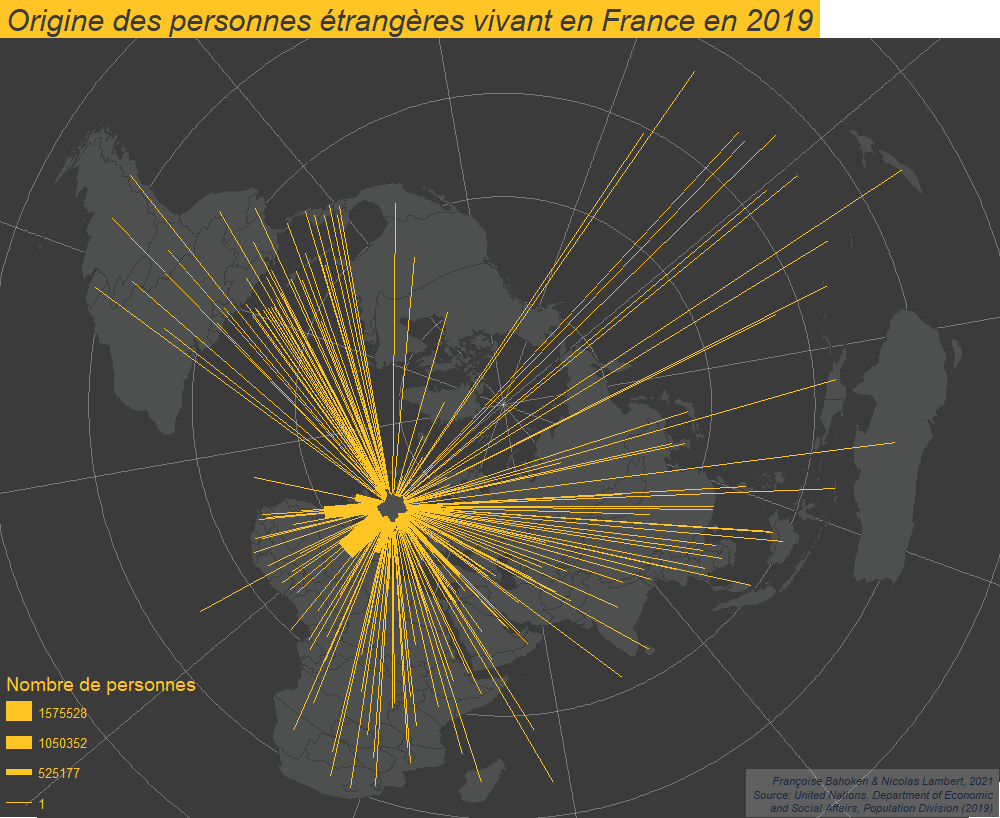 Origine des personnes étrangères vivant en France en 2019
Nombre de personnes
1575528
1050352
525177
1
Françoise Bahoken & Nicolas Lambert, 2021
Source: United Nations, Department of Economic
and Social Affairs, Population Division (2019)